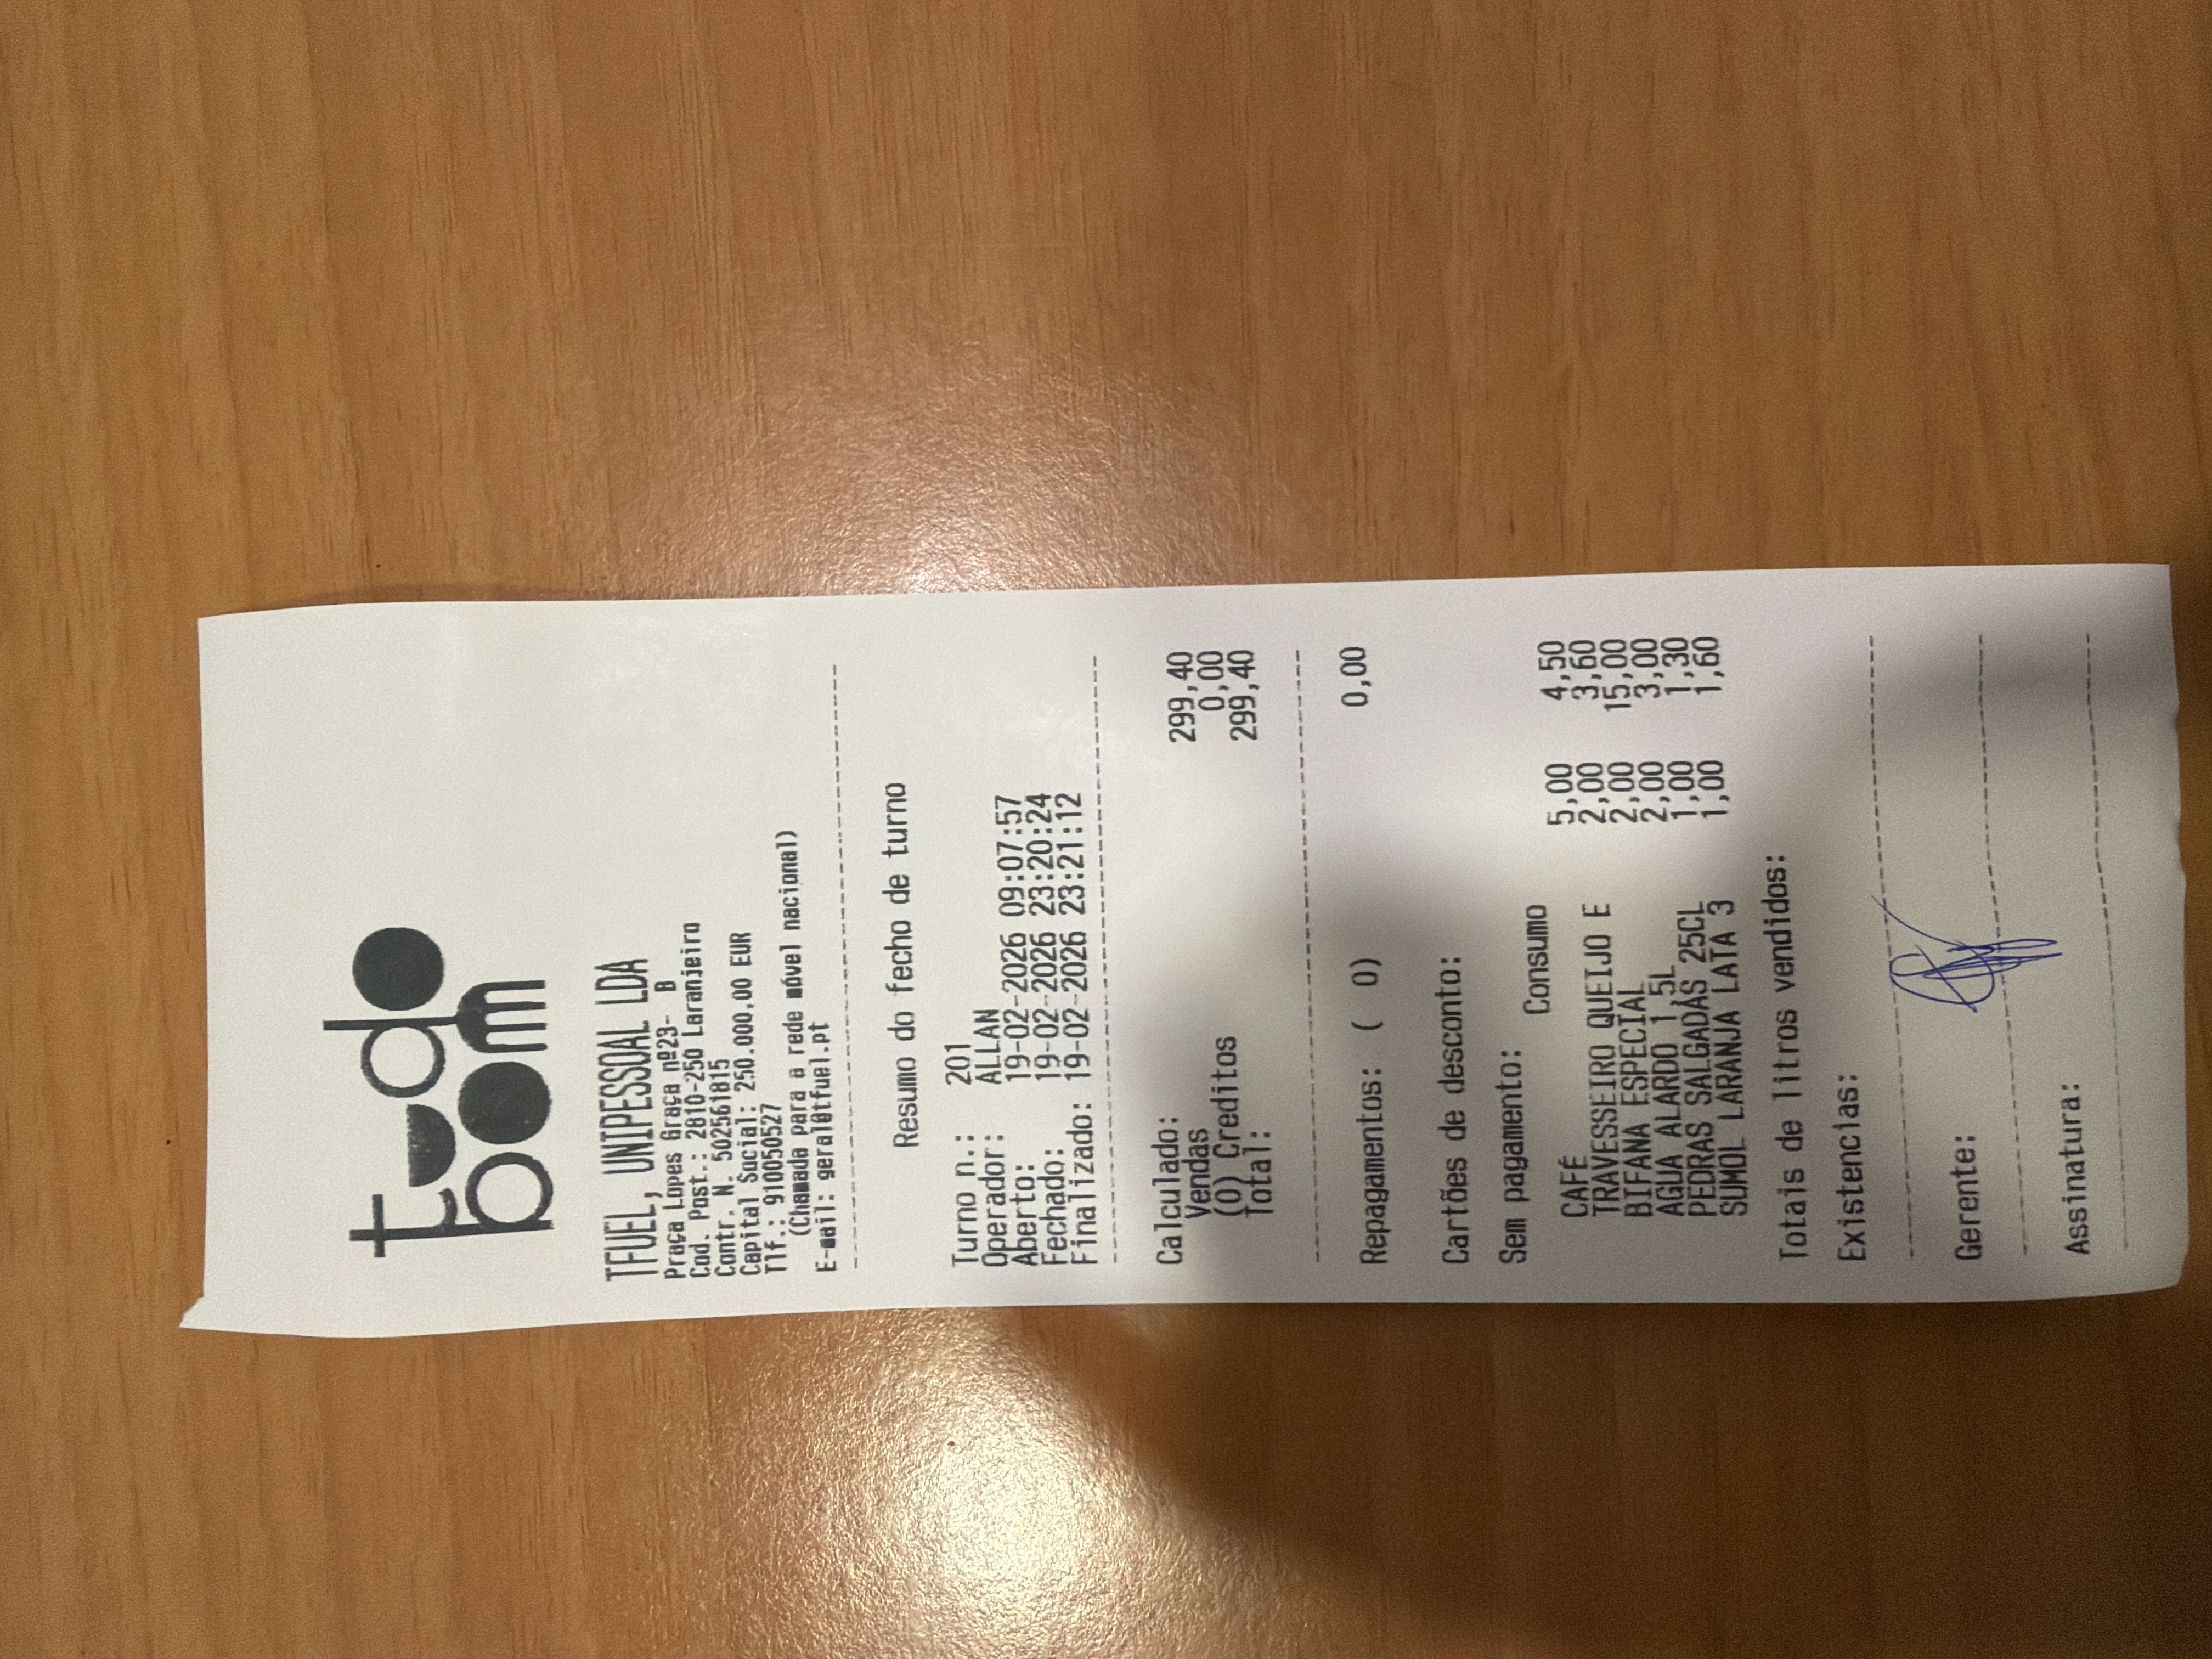 tudo
bom
TFUEL, UNIPESSOAL LDA
Praça Lopes Graça nº23- B
Cod. Post.: 2810-250 Laranjeiro
Contr. N. 502561815
Capital Social: 250.000,00 EUR
Tlf.: 910050527
(Chamada para a rede móvel nacional)
E-mail: geral@tfuel.pt
Resumo do fecho de turno
Turno n.: 201
Operador: ALLAN
Aberto: 19-02-2026 09:07:57
Fechado: 19-02-2026 23:20:24
Finalizado: 19-02-2026 23:21:12
Calculado:
Vendas 299,40
(0) Creditos 0,00
Total: 299,40
Repagamentos: ( 0) 0,00
Cartões de desconto:
Sem pagamento:
Consumo
CAFÉ 5,00 4,50
TRAVESSEIRO QUEIJO E 2,00 3,60
BIFANA ESPECIAL 2,00 15,00
AGUA ALARDO 1,5L 2,00 3,00
PEDRAS SALGADAS 25CL 1,00 1,30
SUMOL LARANJA LATA 3 1,00 1,60
Totais de litros vendidos:
Existencias:
Gerente:
Assinatura: